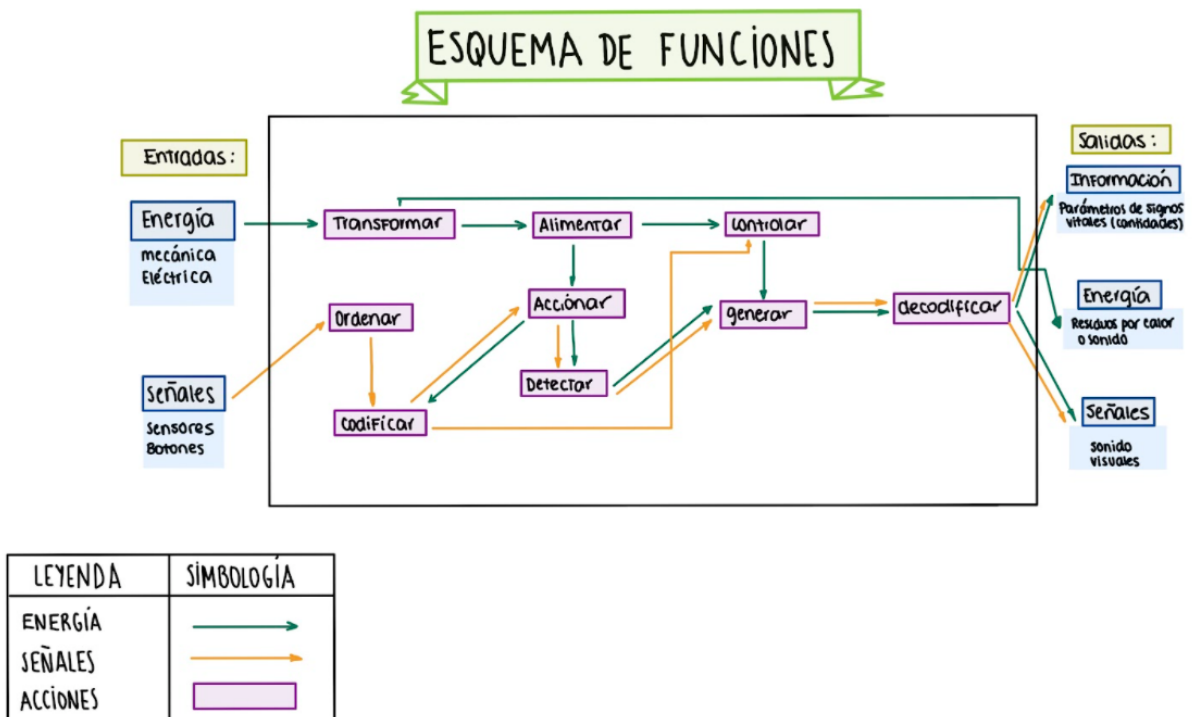 ESQUEMA DE FUNCIONES
Entradas:
Energía
mecánica
Eléctrica
Señales
Sensores
Botones
Transformar
Alimentar
controlar
Ordenar
Acciónar
generar
decodificar
Detectar
codificar
Salidas:
Información
Parámetros de signos
vitales (cantidades)
Energía
Residuos por calor
o sonido
Señales
sonido
visuales
LEYENDA
SIMBOLOGÍA
ENERGÍA
SEÑALES
ACCIONES